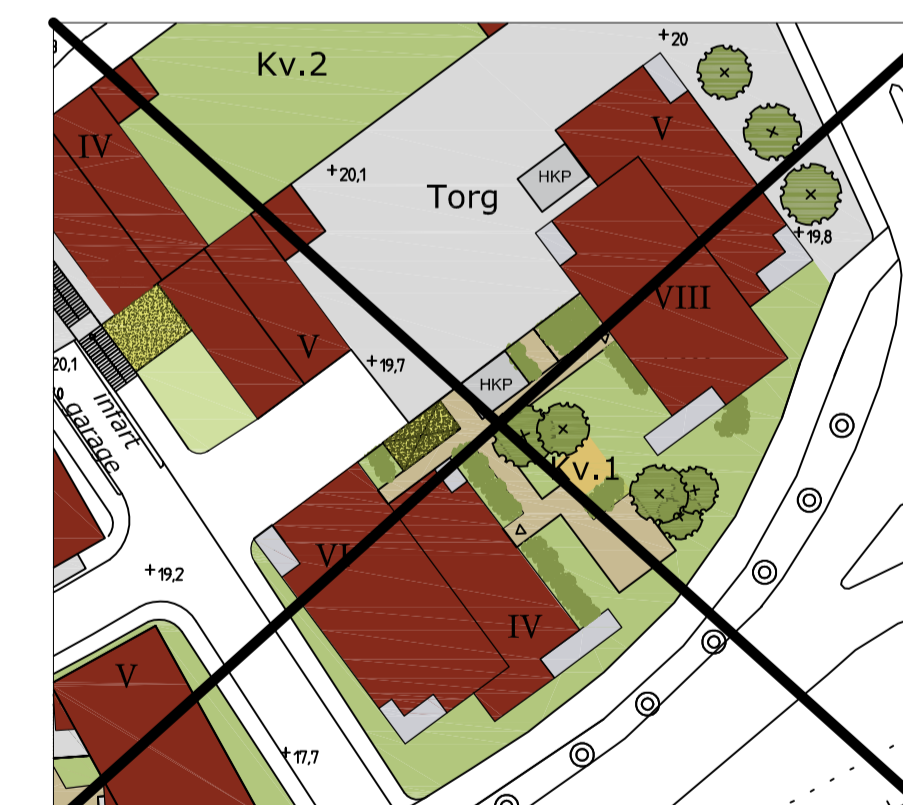 +20
Kv.2
IV
V
HKP
+20,1
Torg
+19,8
VIII
V
+19,7
20,1
HKP
infart
garage
Kv.1
VI
+19,2
IV
V
+17,7